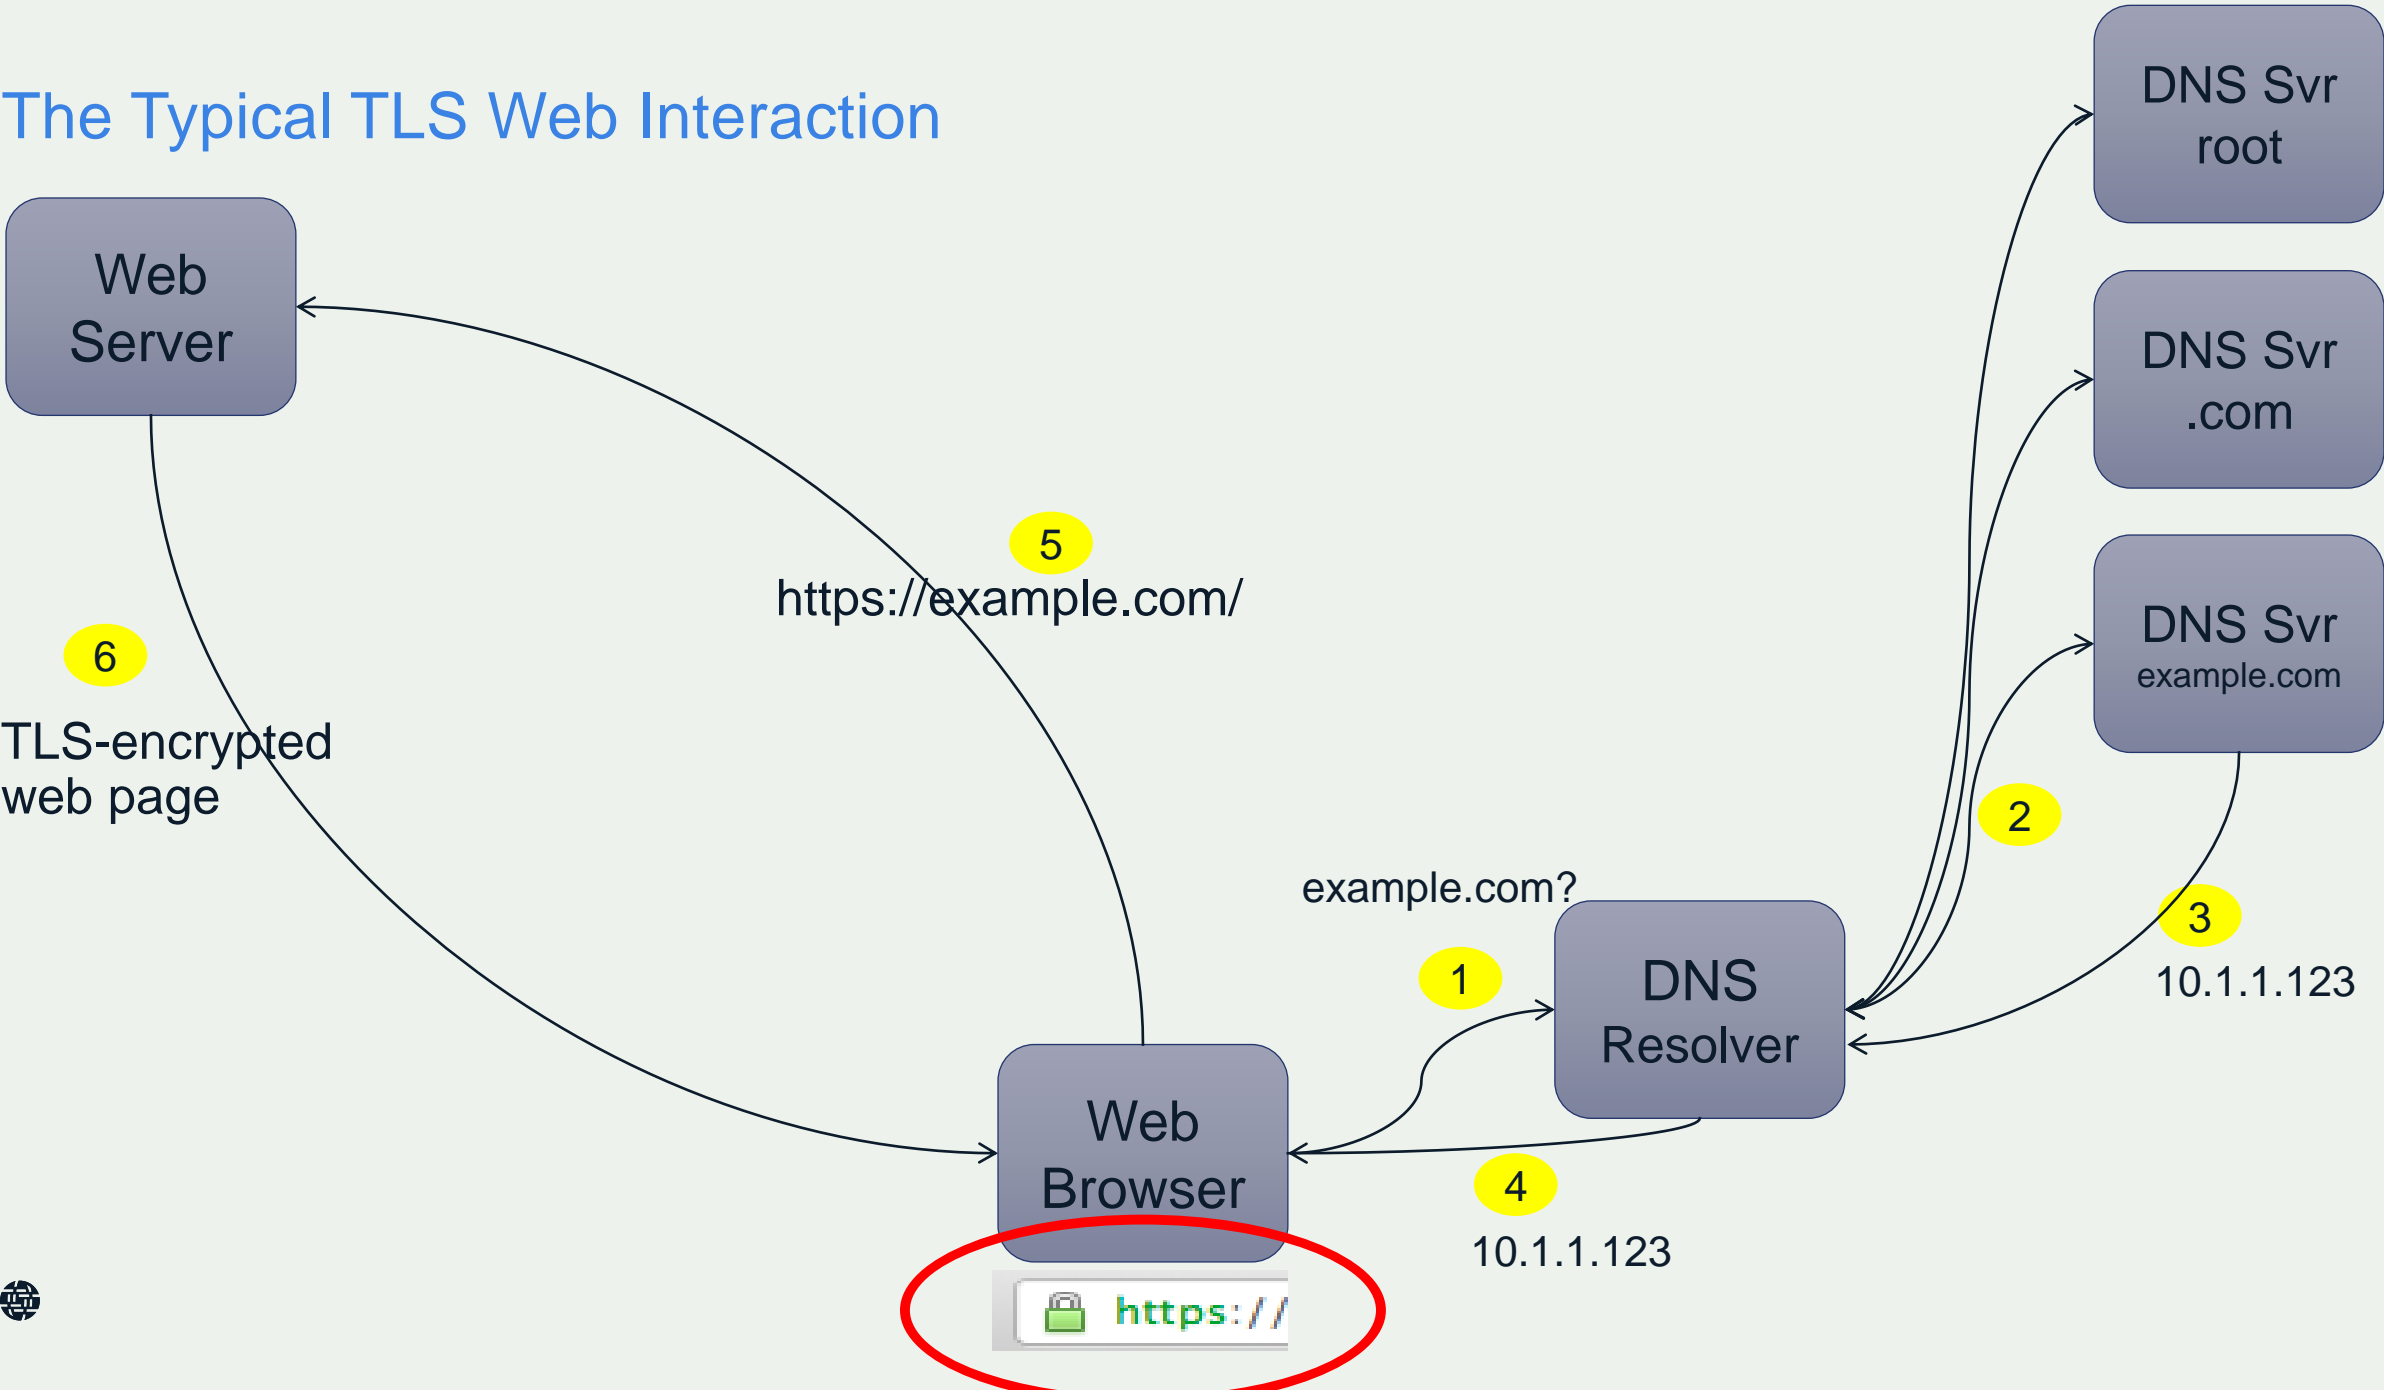 The Typical TLS Web Interaction
DNS Svr
root
Web
Server
DNS Svr
.com
5
https://example.com/
DNS Svr
example.com
6
TLS-encrypted
web page
2
example.com?
1
DNS
Resolver
3
10.1.1.123
Web
Browser
4
10.1.1.123
https://